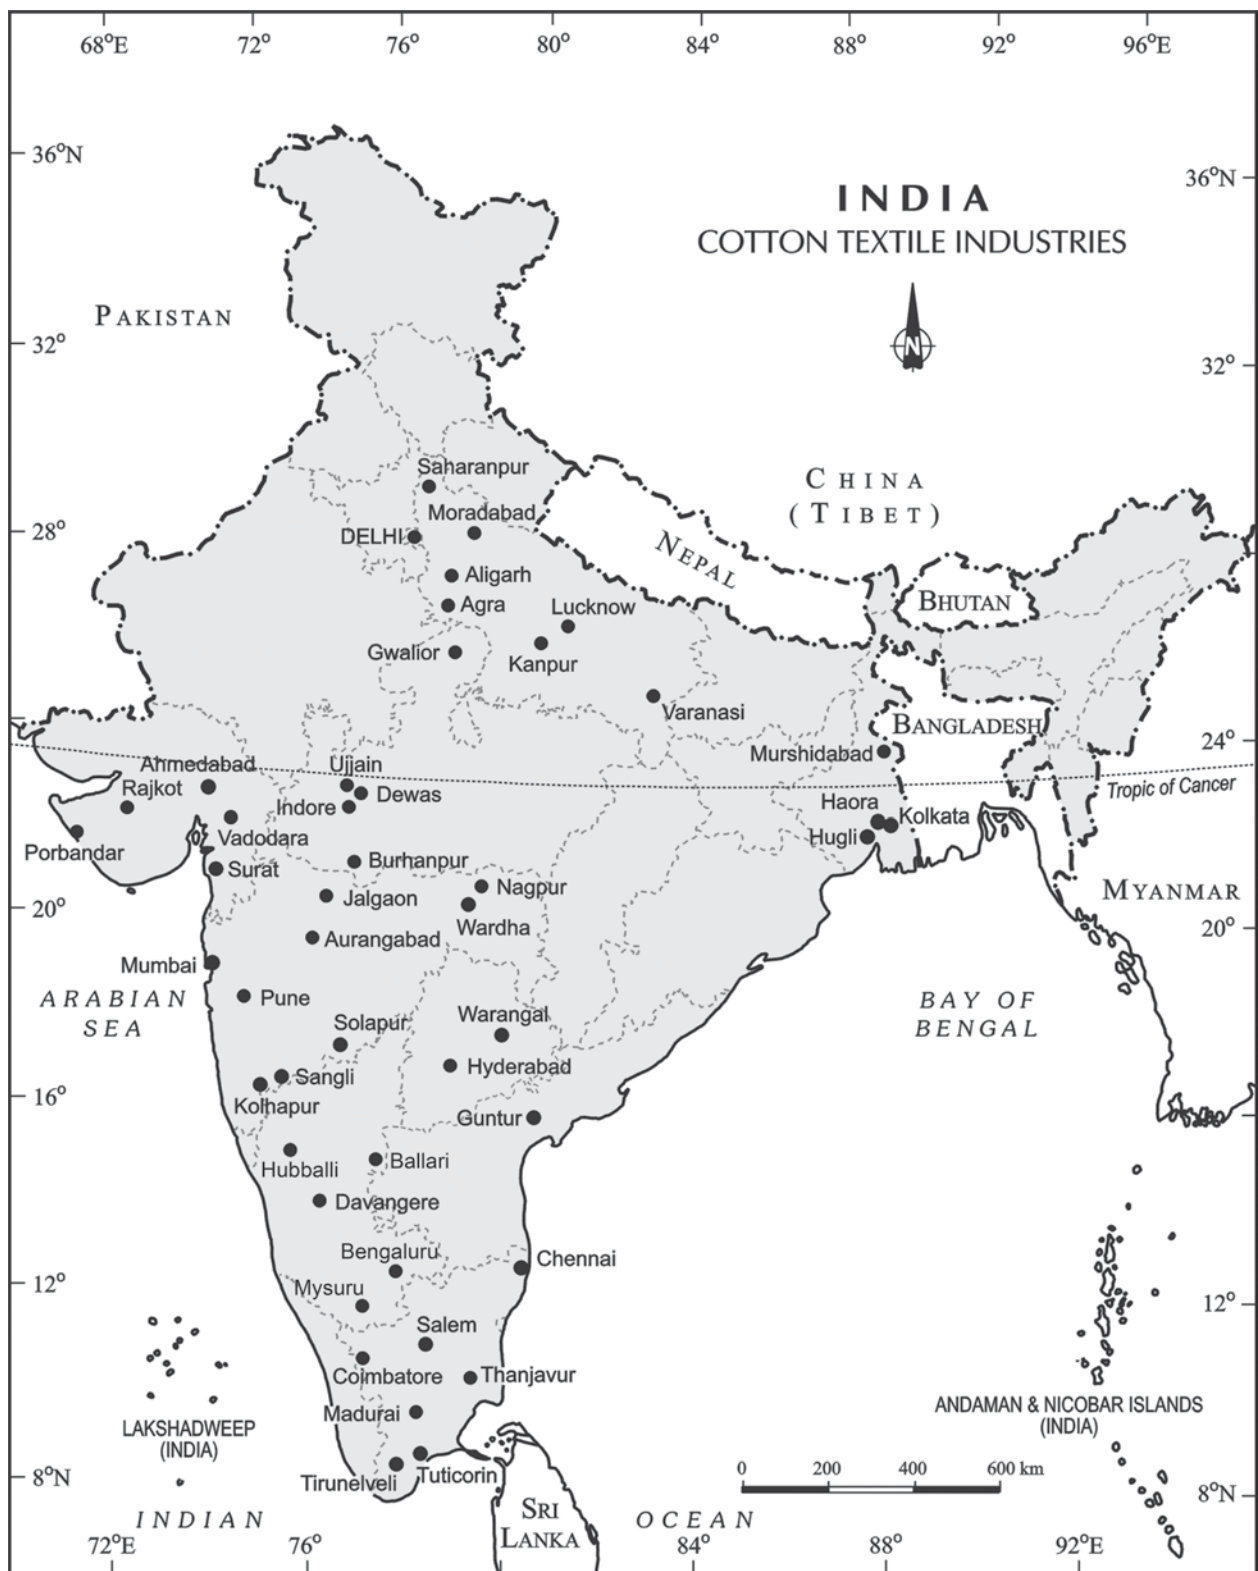 68°E 72° 76° 80° 84° 88° 92° 96°E
36°N
36°N
INDIA
COTTON TEXTILE INDUSTRIES
N
PAKISTAN
32°
32°
Saharanpur
CHINA
(TIBET)
Moradabad
28°
28°
DELHI
NEPAL
Aligarh
Agra
Lucknow
BHUTAN
Gwalior
Kanpur
Varanasi
BANGLADESH
24°
Murshidabad
Ahmedabad
Ujjain
Rajkot
Dewas
Tropic of Cancer
Indore
Haora
Kolkata
Vadodara
Hugli
Porbandar
Burhanpur
Surat
Nagpur
MYANMAR
Jalgaon
20°
Wardha
20°
Aurangabad
Mumbai
ARABIAN
SEA
Pune
BAY OF
BENGAL
Solapur
Warangal
Sangli
Hyderabad
16°
Kolhapur
Guntur
Ballari
Hubballi
Davangere
Bengaluru
Chennai
12°
Mysuru
12°
Salem
Coimbatore
Thanjavur
Madurai
ANDAMAN & NICOBAR ISLANDS
(INDIA)
LAKSHADWEEP
(INDIA)
0 200 400 600 km
8°N
Tuticorin
Tirunelveli
8°N
SRI
LANKA
INDIAN
OCEAN
72°E 76° 84° 88° 92°E